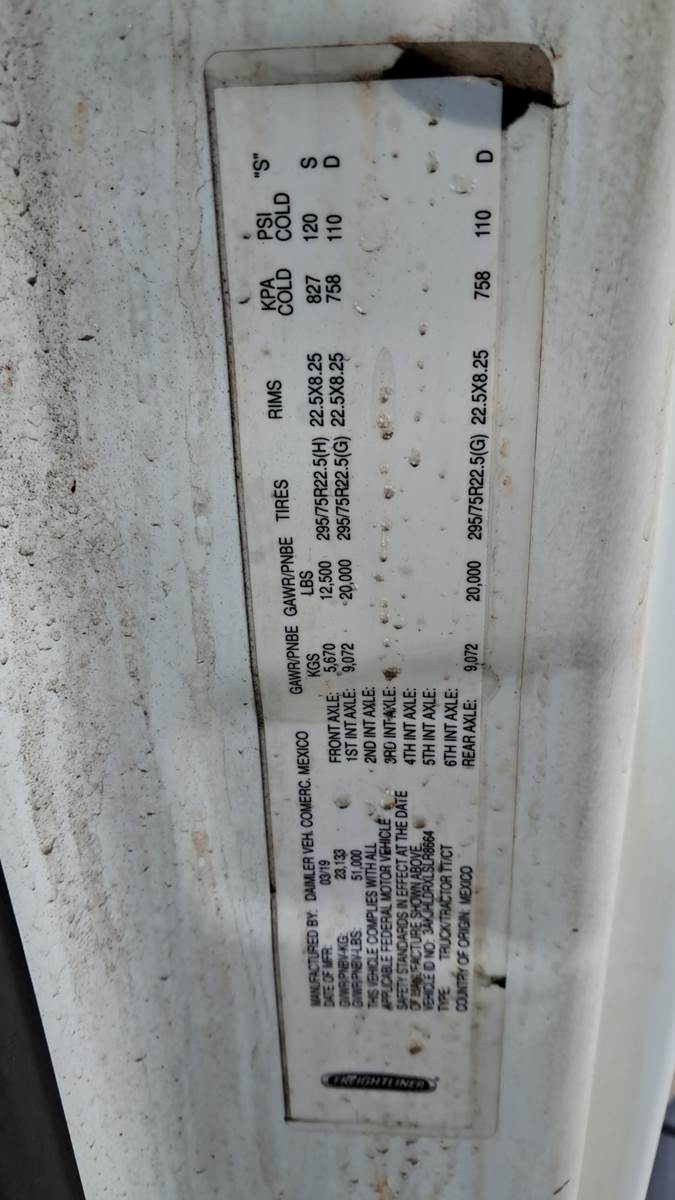 FREIGHTLINER
MANUFACTURED BY: DAIMLER VEH. COMERC. MEXICO
DATE OF MFR: 03/19
GVWR/PNBV-KG: 23,133
GVWR/PNBV-LBS: 51,000
THIS VEHICLE COMPLIES WITH ALL
APPLICABLE FEDERAL MOTOR VEHICLE
SAFETY STANDARDS IN EFFECT AT THE DATE
OF MANUFACTURE SHOWN ABOVE
VEHICLE ID NO:
TYPE TRUCK/TRACTOR TT/CT
COUNTRY OF ORIGIN: MEXICO
GAWR/PNBE GAWR/PNBE TIRES RIMS KPA PSI "S"
KGS LBS COLD COLD
FRONT AXLE: 5,670 12,500 295/75R22.5(H) 22.5X8.25 827 120 S
1ST INT AXLE: 9,072 20,000 295/75R22.5(G) 22.5X8.25 758 110 D
2ND INT AXLE:
3RD INT AXLE:
4TH INT AXLE:
5TH INT AXLE:
6TH INT AXLE:
REAR AXLE: 9,072 20,000 295/75R22.5(G) 22.5X8.25 758 110 D